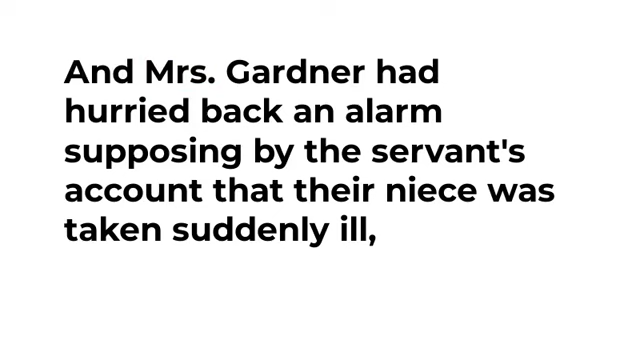 And Mrs. Gardner had
hurried back an alarm
supposing by the servant's
account that their niece was
taken suddenly ill,